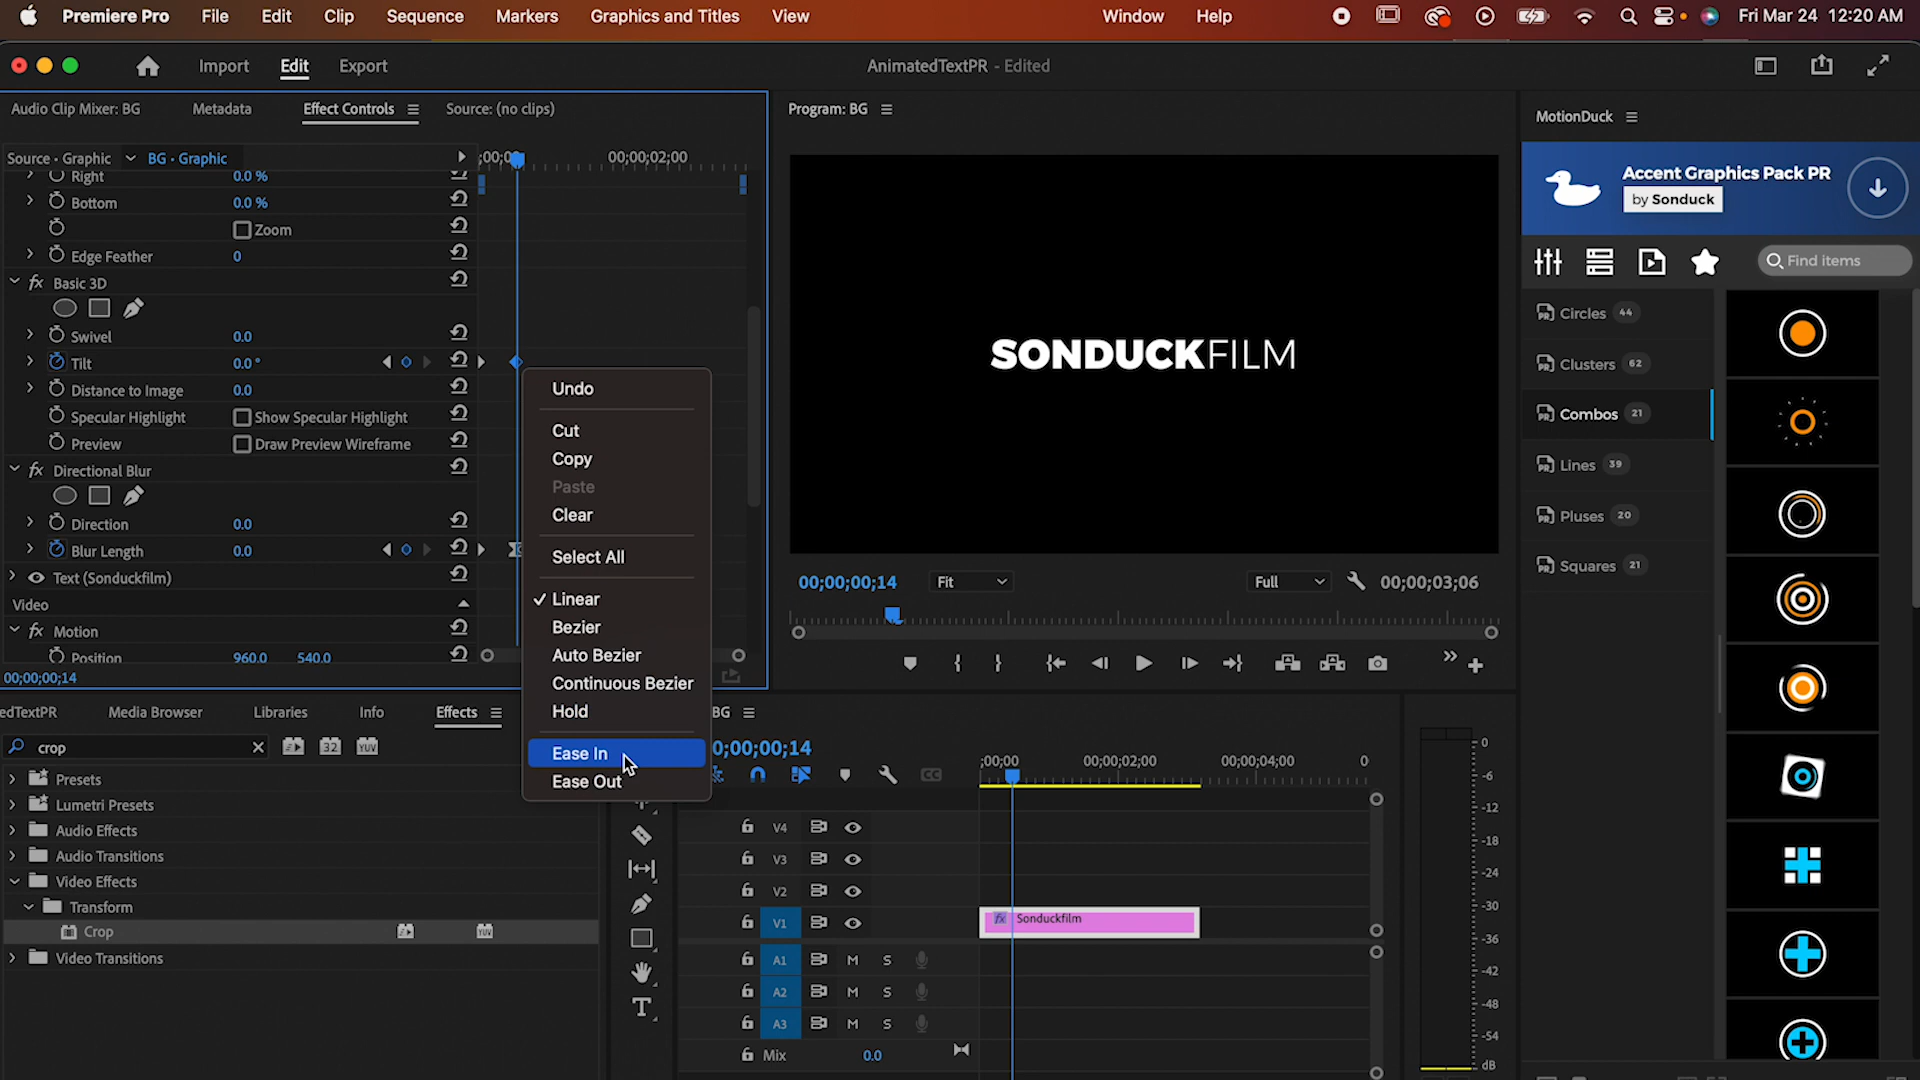 Premiere Pro File Edit Clip Sequence Markers Graphics and Titles View Window Help Fri Mar 24 12:20 AM
Import Edit Export AnimatedTextPR - Edited
Audio Clip Mixer: BG Metadata Effect Controls Source: (no clips)
Source • Graphic BG • Graphic ;00;00 00;00;02;00
Right 0.0 %
Bottom 0.0 %
Zoom
Edge Feather 0
fx Basic 3D
Swivel 0.0
Tilt 0.0 °
Distance to Image 0.0
Specular Highlight Show Specular Highlight
Preview Draw Preview Wireframe
fx Directional Blur
Direction 0.0
Blur Length 0.0
Text (Sonduckfilm)
Video
fx Motion
Position 960.0 540.0
00;00;00;14
Undo
Cut
Copy
Paste
Clear
Select All
Linear
Bezier
Auto Bezier
Continuous Bezier
Hold
Ease In
Ease Out
Program: BG
SONDUCKFILM
00;00;00;14 Fit Full 00;00;03;06
MotionDuck
Accent Graphics Pack PR
by Sonduck
Find items
Circles 44
Clusters 62
Combos 21
Lines 39
Pluses 20
Squares 21
edTextPR Media Browser Libraries Info Effects
crop 32 YUV
Presets
Lumetri Presets
Audio Effects
Audio Transitions
Video Effects
Transform
Crop YUV
Video Transitions
BG
0;00;00;14
;00;00 00;00;02;00 00;00;04;00 0
CC
V4
V3
V2
V1 fx Sonduckfilm
A1 M S
A2 M S
A3 M S
Mix 0.0
T
0
-6
-12
-18
-24
-30
-36
-42
-48
-54
dB